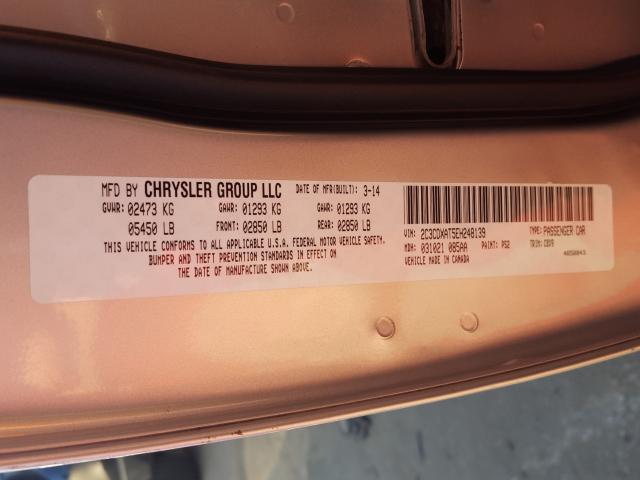 MFD BY CHRYSLER GROUP LLC DATE OF MFR(BUILT): 3-14
GVWR: 02473 KG GAWR: 01293 KG GAWR: 01293 KG
05450 LB FRONT: 02850 LB REAR: 02850 LB
THIS VEHICLE CONFORMS TO ALL APPLICABLE U.S.A. FEDERAL MOTOR VEHICLE SAFETY,
BUMPER AND THEFT PREVENTION STANDARDS IN EFFECT ON
THE DATE OF MANUFACTURE SHOWN ABOVE.
VIN: 2C3CDXAT5EH248139 TYPE: PASSENGER CAR
MDH: 031021 085AA PAINT: PS2 TRIM: CDX9
VEHICLE MADE IN CANADA